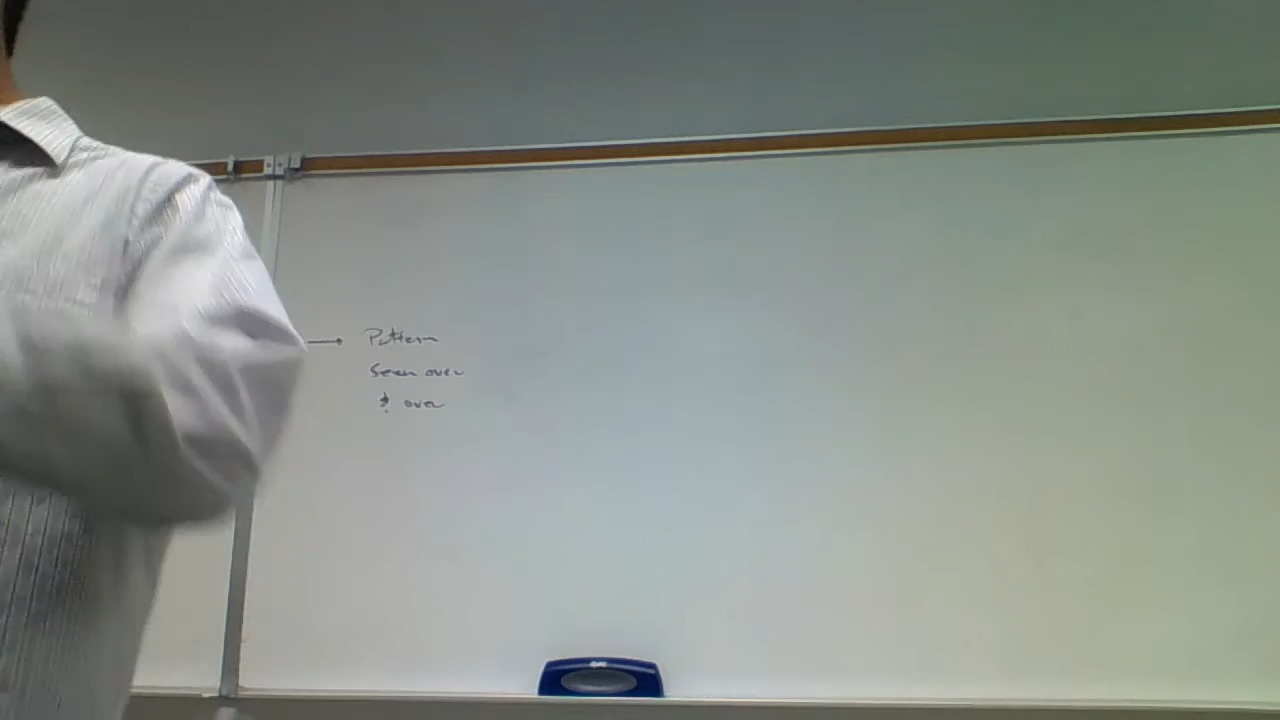 → Pattern
Seen over
& over